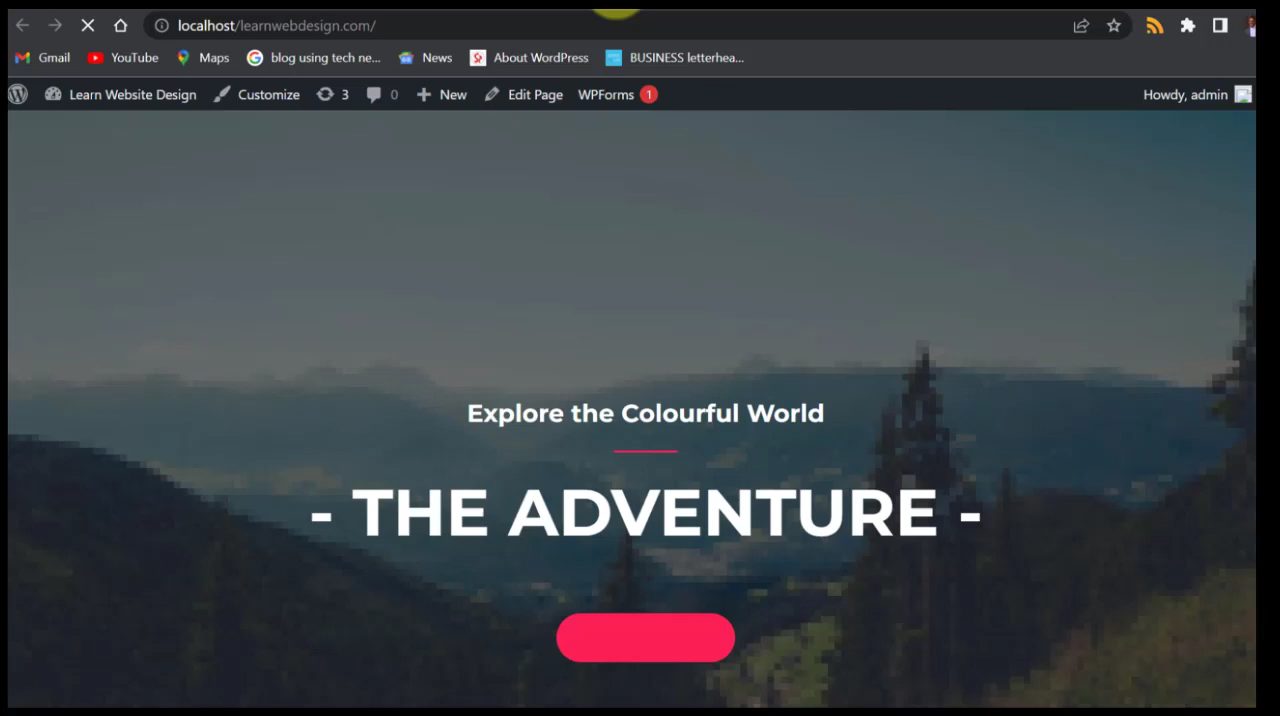 localhost/learnwebdesign.com/
Gmail YouTube Maps blog using tech ne... News About WordPress BUSINESS letterhea...
Learn Website Design Customize 3 0 New Edit Page WPForms 1 Howdy, admin
Explore the Colourful World
- THE ADVENTURE -